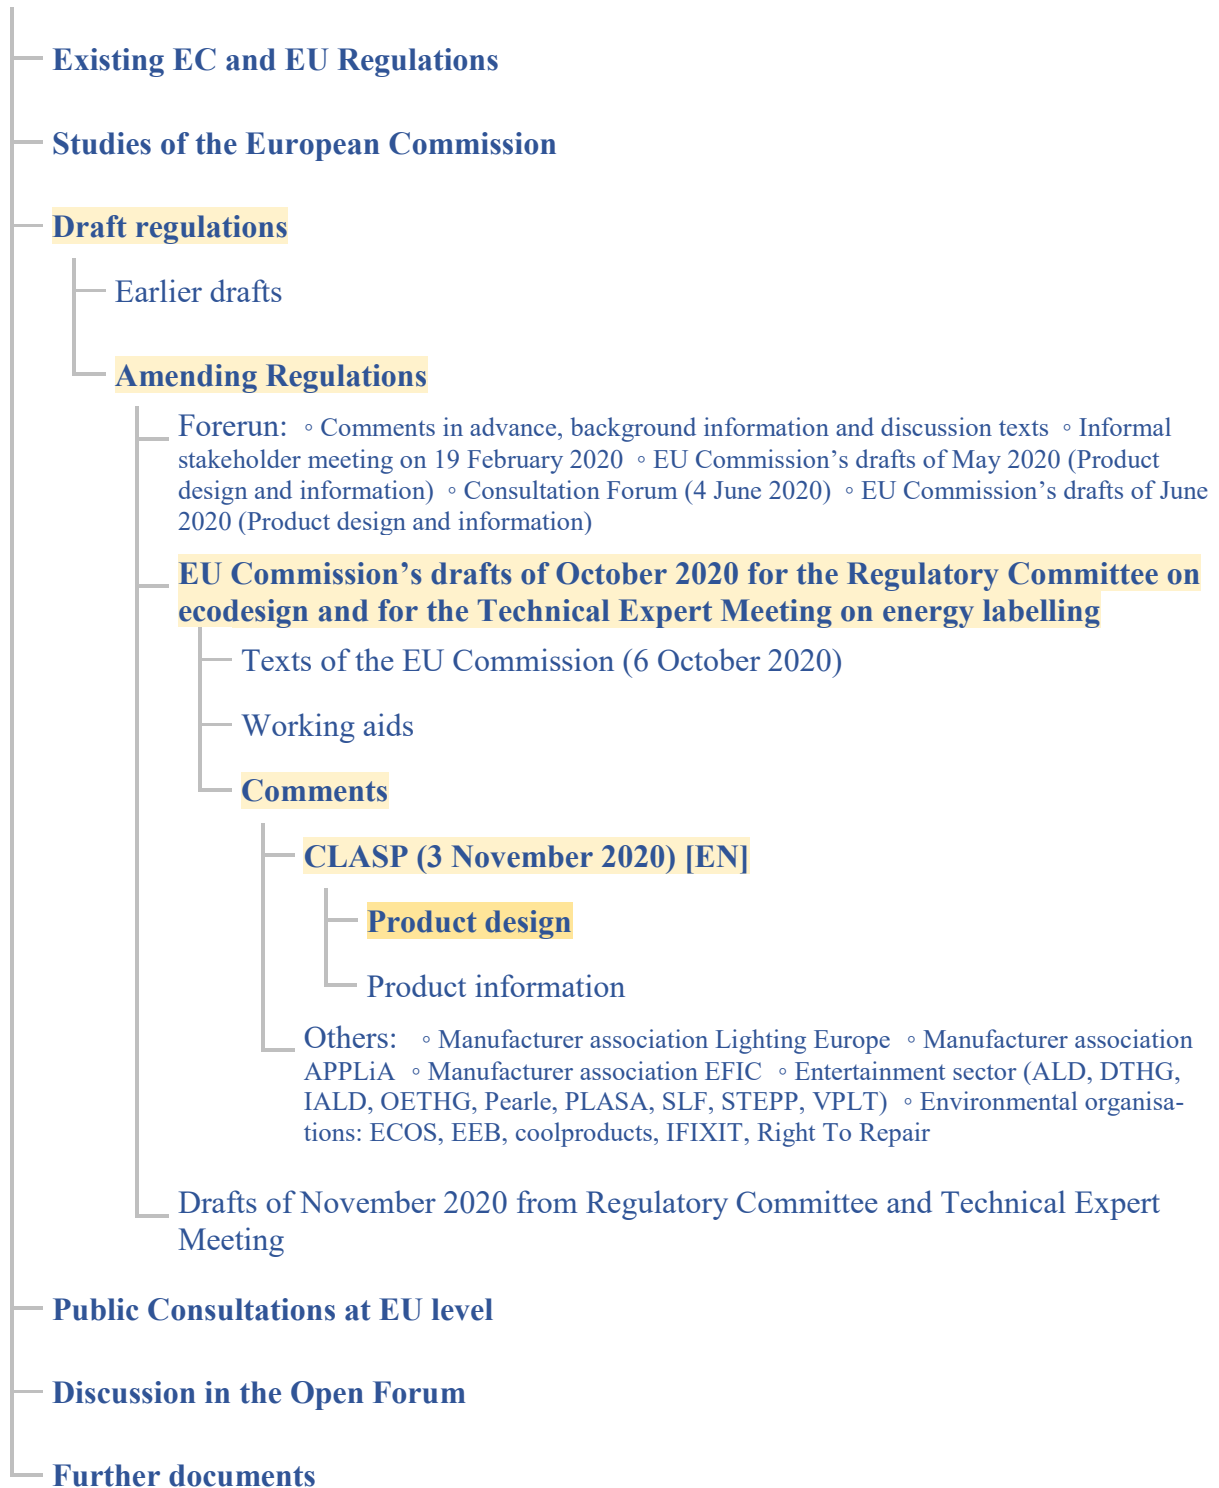 Existing EC and EU Regulations
Studies of the European Commission
Draft regulations
Earlier drafts
Amending Regulations
Forerun: ◦ Comments in advance, background information and discussion texts ◦ Informal
stakeholder meeting on 19 February 2020 ◦ EU Commission’s drafts of May 2020 (Product
design and information) ◦ Consultation Forum (4 June 2020) ◦ EU Commission’s drafts of June
2020 (Product design and information)
EU Commission’s drafts of October 2020 for the Regulatory Committee on
ecodesign and for the Technical Expert Meeting on energy labelling
Texts of the EU Commission (6 October 2020)
Working aids
Comments
CLASP (3 November 2020) [EN]
Product design
Product information
Others: ◦ Manufacturer association Lighting Europe ◦ Manufacturer association
APPLiA ◦ Manufacturer association EFIC ◦ Entertainment sector (ALD, DTHG,
IALD, OETHG, Pearle, PLASA, SLF, STEPP, VPLT) ◦ Environmental organisa-
tions: ECOS, EEB, coolproducts, IFIXIT, Right To Repair
Drafts of November 2020 from Regulatory Committee and Technical Expert
Meeting
Public Consultations at EU level
Discussion in the Open Forum
Further documents